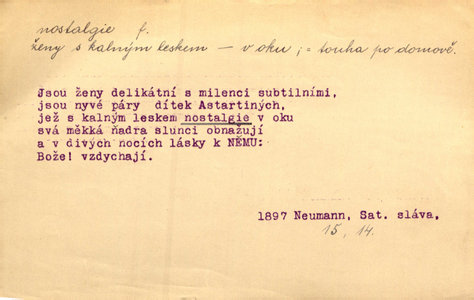 nostalgie f.
ženy s kalným leskem – v oku ; = touha po domově.
Jsou ženy delikátní s milenci subtilními,
jsou nyvé páry dítek Astartiných,
jež s kalným leskem nostalgie v oku
svá měkká ňadra slunci obnažují
a v divých nocích lásky k NĚMU:
Bože! vzdychají.
1897 Neumann, Sat. sláva,
15, 14.